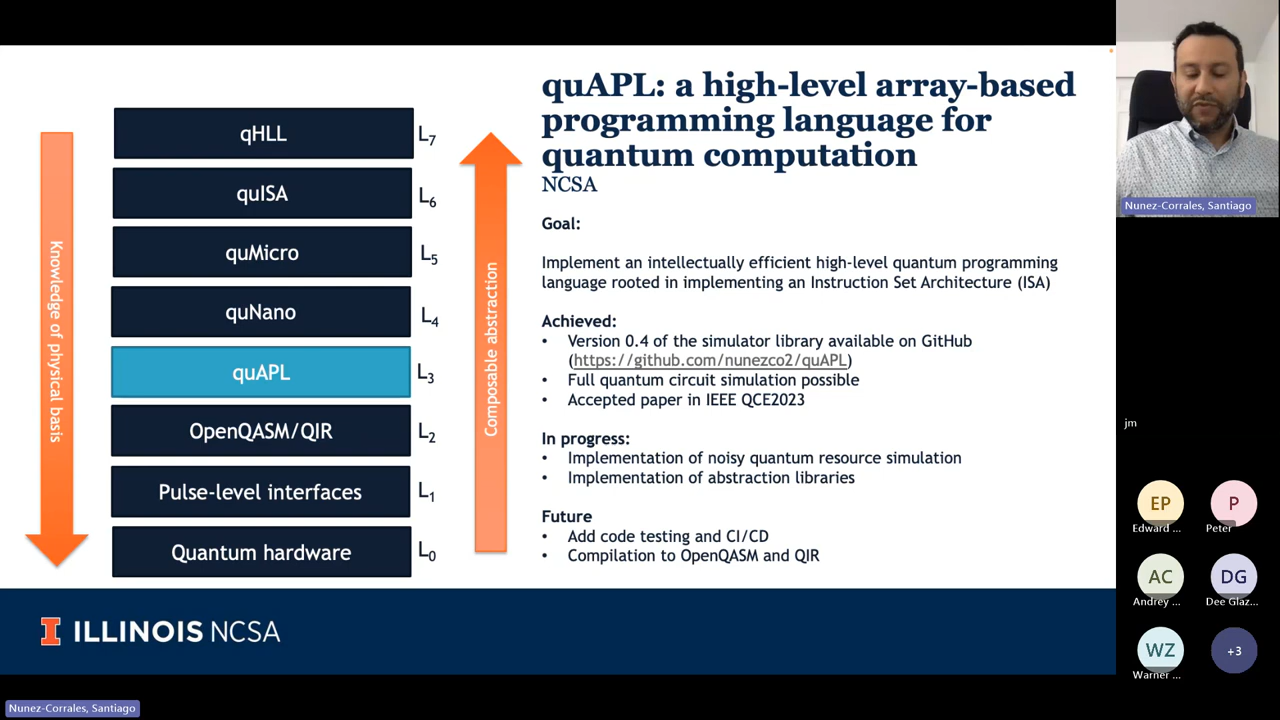 quAPL: a high-level array-based
programming language for
quantum computation
NCSA
qHLL L7
quISA L6
quMicro L5
quNano L4
quAPL L3
OpenQASM/QIR L2
Pulse-level interfaces L1
Quantum hardware L0
Knowledge of physical basis
Composable abstraction
Goal:
Implement an intellectually efficient high-level quantum programming
language rooted in implementing an Instruction Set Architecture (ISA)
Achieved:
• Version 0.4 of the simulator library available on GitHub
(https://github.com/nunezco2/quAPL)
• Full quantum circuit simulation possible
• Accepted paper in IEEE QCE2023
In progress:
• Implementation of noisy quantum resource simulation
• Implementation of abstraction libraries
Future
• Add code testing and CI/CD
• Compilation to OpenQASM and QIR
I ILLINOIS NCSA
Nunez-Corrales, Santiago
jm
EP
Edward ...
P
Peter
AC
Andrey ...
DG
Dee Glaz...
WZ
Warner ...
+3
Nunez-Corrales, Santiago